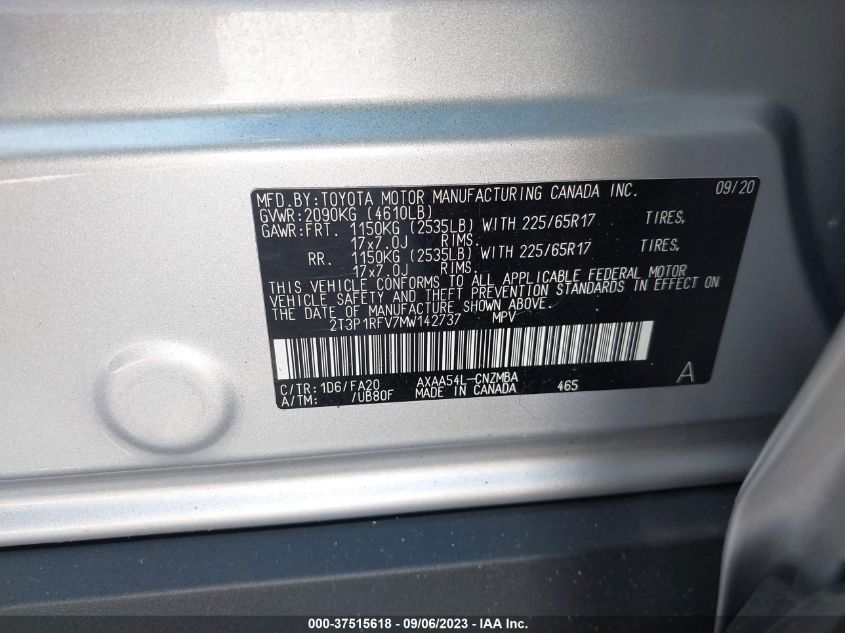 MFD.BY:TOYOTA MOTOR MANUFACTURING CANADA INC. 09/20
GVWR:2090KG (4610LB)
GAWR:FRT. 1150KG (2535LB) WITH 225/65R17 TIRES,
17x7.0J RIMS.
RR. 1150KG (2535LB) WITH 225/65R17 TIRES,
17x7.0J RIMS.
THIS VEHICLE CONFORMS TO ALL APPLICABLE FEDERAL MOTOR
VEHICLE SAFETY AND THEFT PREVENTION STANDARDS IN EFFECT ON
THE DATE OF MANUFACTURE SHOWN ABOVE.
2T3P1RFV7MW142737 MPV
C/TR:1D6/FA20 AXAA54L-CNZMBA 465 A
A/TM: /UB80F MADE IN CANADA
000-37515618 - 09/06/2023 - Copyright IAA Inc.